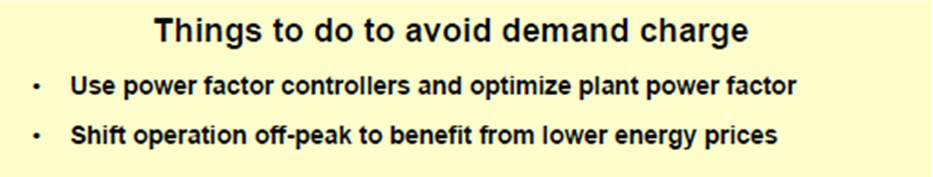 Things to do to avoid demand charge
• Use power factor controllers and optimize plant power factor
• Shift operation off-peak to benefit from lower energy prices